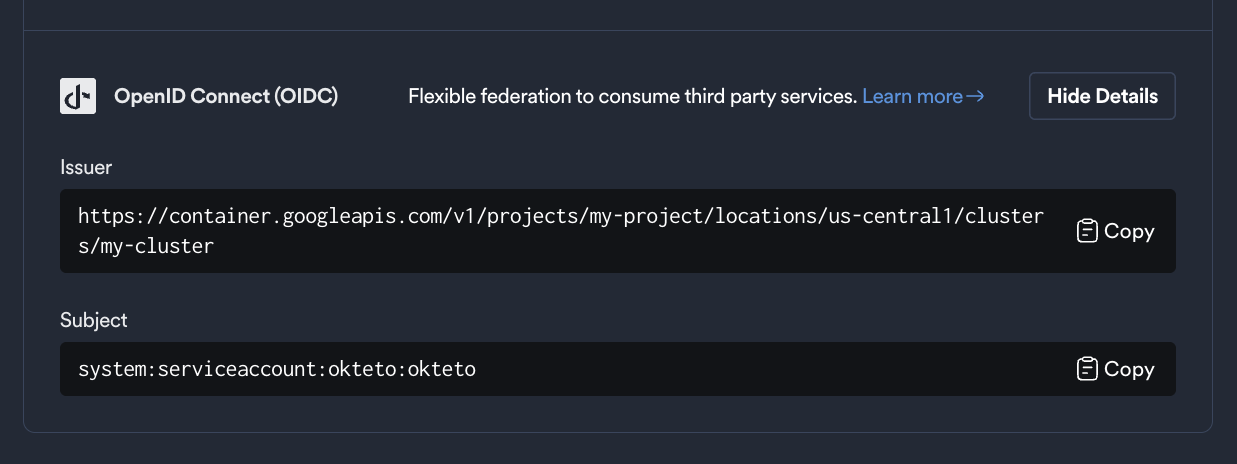 OpenID Connect (OIDC)
Flexible federation to consume third party services. Learn more→
Hide Details
Issuer
https://container.googleapis.com/v1/projects/my-project/locations/us-central1/cluster
s/my-cluster
Copy
Subject
system:serviceaccount:okteto:okteto
Copy